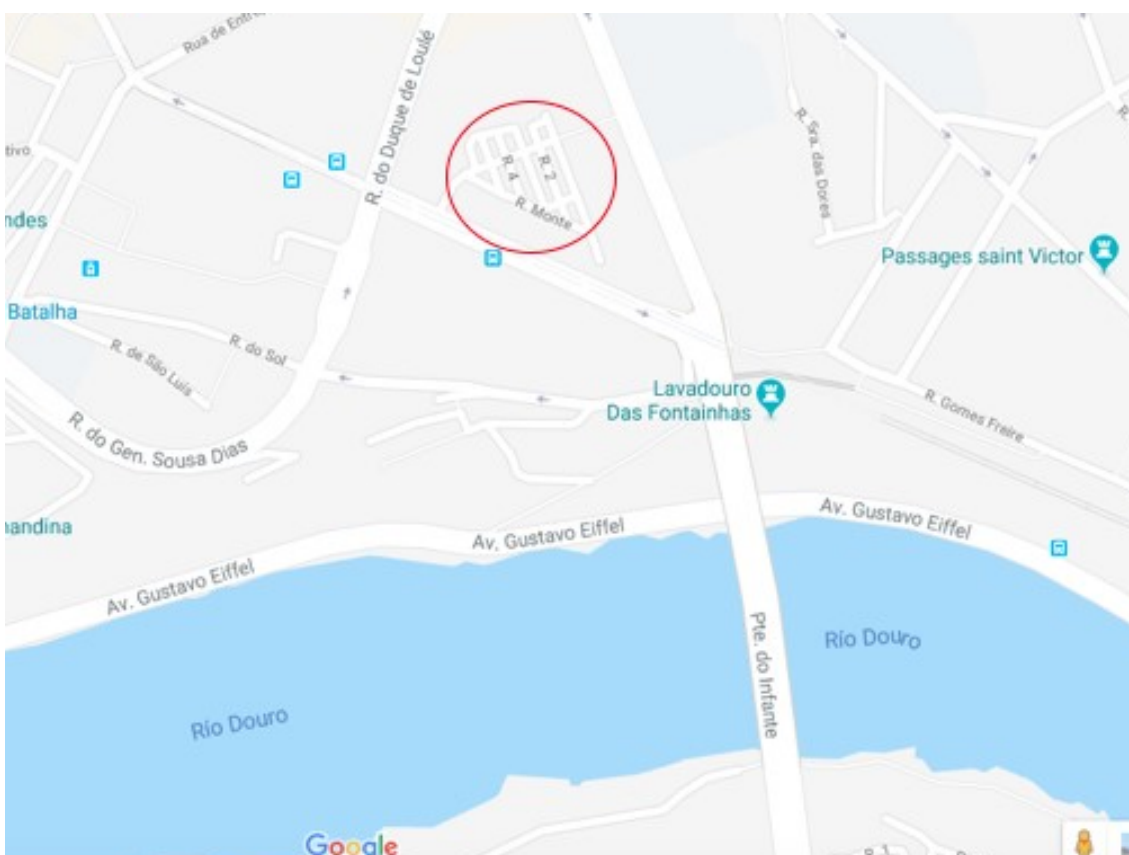 Rua de Entre
R. do Duque de Loulé
tivo
R. 4
R. 2
R. Monte
R. Sra. das Dores
R.
ndes
Passages saint Victor
Batalha
R. de São Luís
R. do Sol
Lavadouro
Das Fontainhas
R. Gomes Freire
R. do Gen. Sousa Dias
nandina
Av. Gustavo Eiffel
Av. Gustavo Eiffel
Av. Gustavo Eiffel
Pte. do Infante
Río Douro
Río Douro
Google